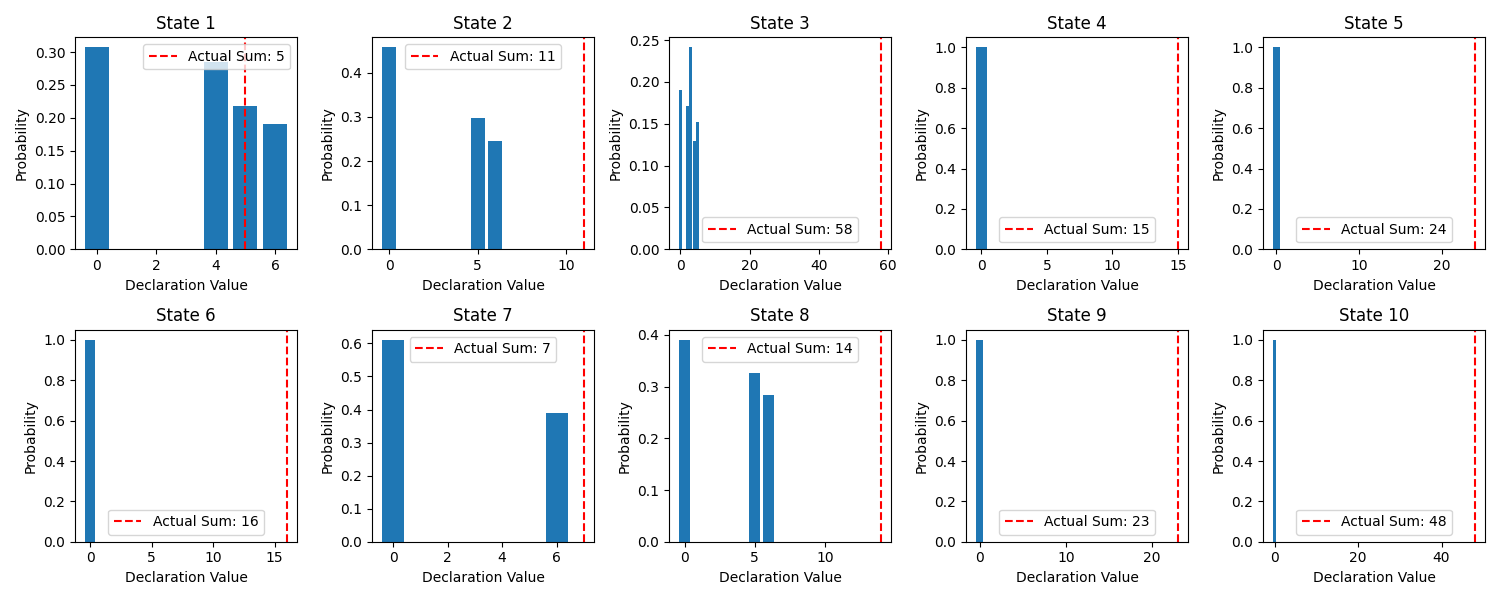 State 1
Actual Sum: 5
0.30
0.25
0.20
0.15
0.10
0.05
0.00
Probability
0 2 4 6
Declaration Value
State 2
Actual Sum: 11
0.4
0.3
0.2
0.1
0.0
Probability
0 5 10
Declaration Value
State 3
0.25
0.20
0.15
0.10
0.05
0.00
Probability
Actual Sum: 58
0 20 40 60
Declaration Value
State 4
1.0
0.8
0.6
0.4
0.2
0.0
Probability
Actual Sum: 15
0 5 10 15
Declaration Value
State 5
1.0
0.8
0.6
0.4
0.2
0.0
Probability
Actual Sum: 24
0 10 20
Declaration Value
State 6
1.0
0.8
0.6
0.4
0.2
0.0
Probability
Actual Sum: 16
0 5 10 15
Declaration Value
State 7
Actual Sum: 7
0.6
0.5
0.4
0.3
0.2
0.1
0.0
Probability
0 2 4 6
Declaration Value
State 8
Actual Sum: 14
0.4
0.3
0.2
0.1
0.0
Probability
0 5 10
Declaration Value
State 9
1.0
0.8
0.6
0.4
0.2
0.0
Probability
Actual Sum: 23
0 10 20
Declaration Value
State 10
1.0
0.8
0.6
0.4
0.2
0.0
Probability
Actual Sum: 48
0 20 40
Declaration Value